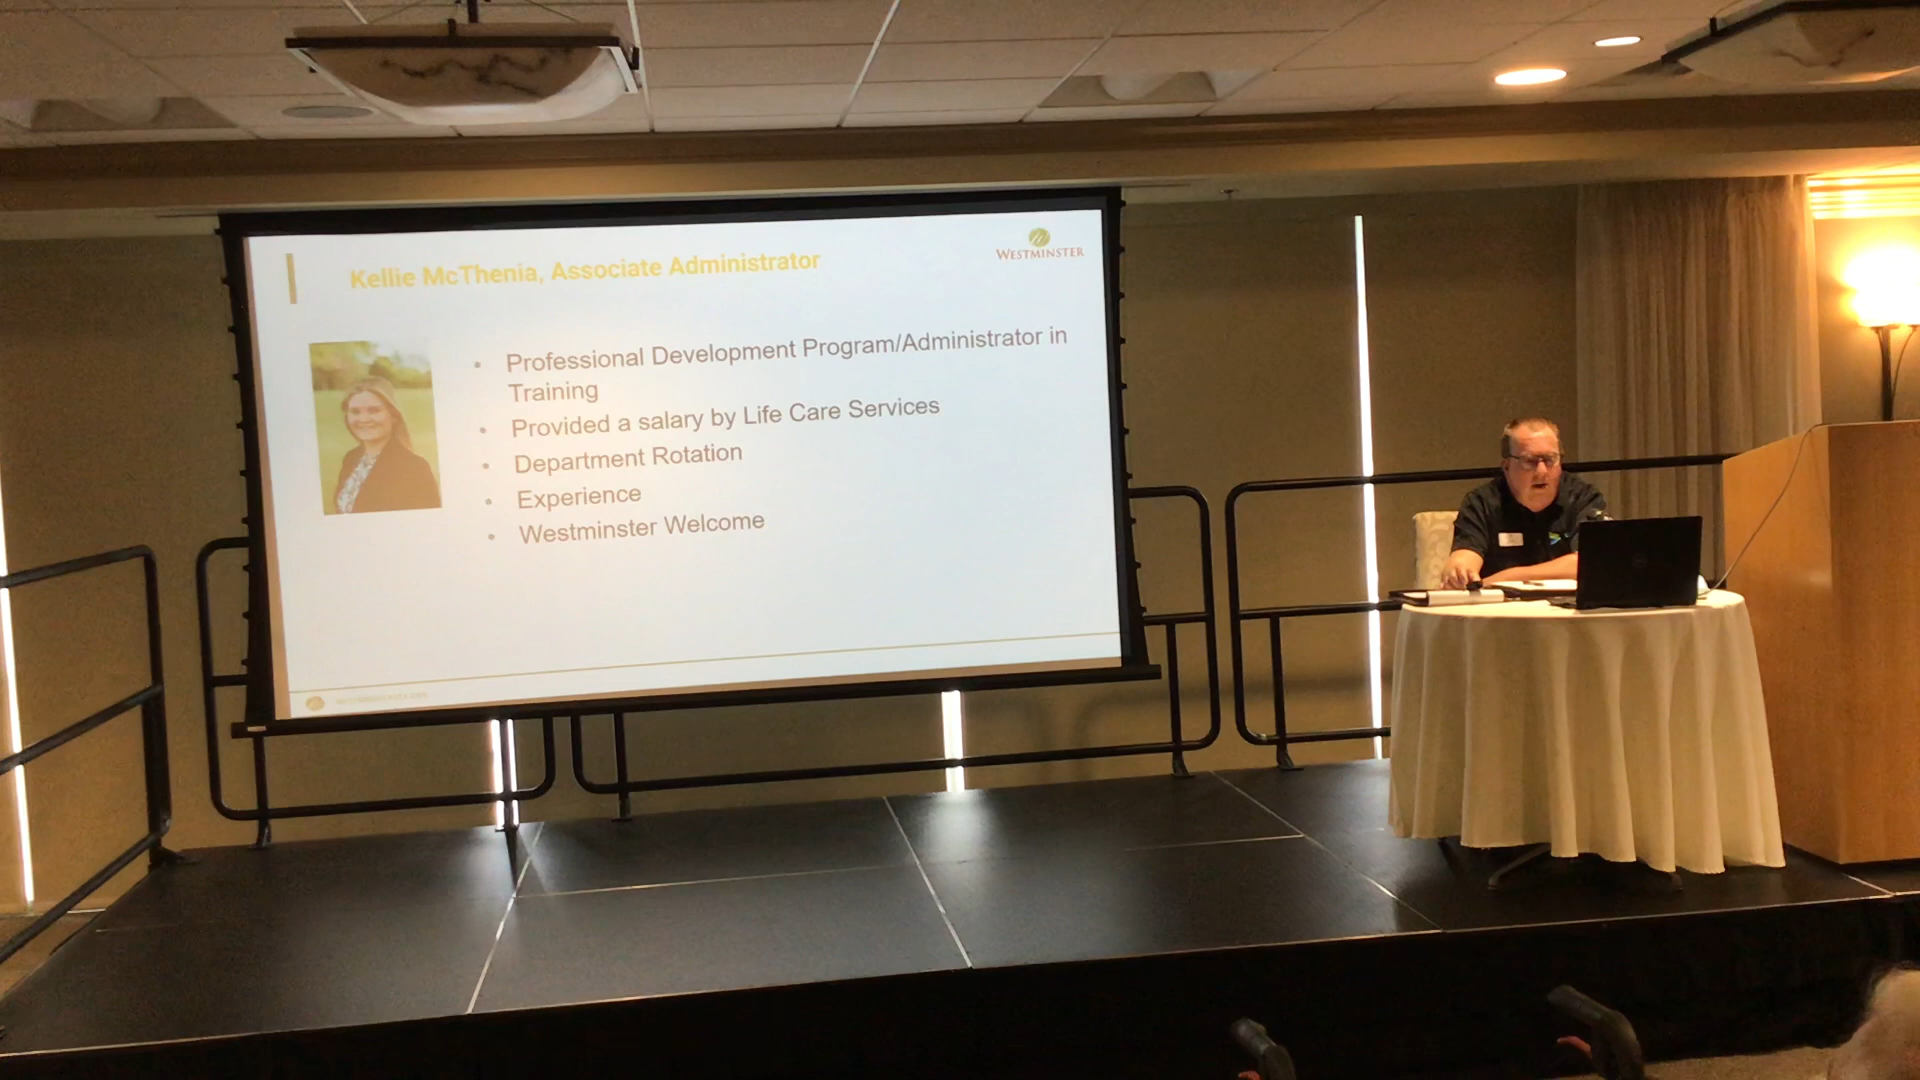 WESTMINSTER
Kellie McThenia, Associate Administrator
• Professional Development Program/Administrator in
Training
• Provided a salary by Life Care Services
• Department Rotation
• Experience
• Westminster Welcome